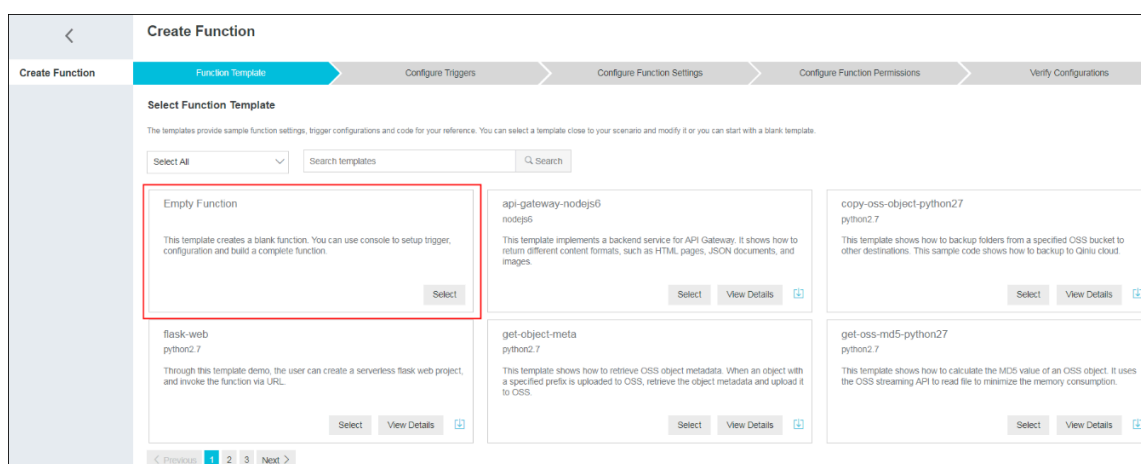 Create Function
Create Function
Function Template
Configure Triggers
Configure Function Settings
Configure Function Permissions
Verify Configurations
Select Function Template
The templates provide sample function settings, trigger configurations and code for your reference. You can select a template close to your scenario and modify it or you can start with a blank template.
Select All
Search templates
Search
Empty Function
This template creates a blank function. You can use console to setup trigger,
configuration and build a complete function.
Select
api-gateway-nodejs6
nodejs6
This template implements a backend service for API Gateway. It shows how to
return different content formats, such as HTML pages, JSON documents, and
images.
Select View Details
copy-oss-object-python27
python2.7
This template shows how to backup folders from a specified OSS bucket to
other destinations. This sample code shows how to backup to Qiniu cloud.
Select View Details
flask-web
python2.7
Through this template demo, the user can create a serverless flask web project,
and invoke the function via URL.
Select View Details
get-object-meta
python2.7
This template shows how to retrieve OSS object metadata. When an object with
a specified prefix is uploaded to OSS, retrieve the object metadata and upload it
to OSS.
Select View Details
get-oss-md5-python27
python2.7
This template shows how to calculate the MD5 value of an OSS object. It uses
the OSS streaming API to read file to minimize the memory consumption.
Select View Details
< Previous 1 2 3 Next >